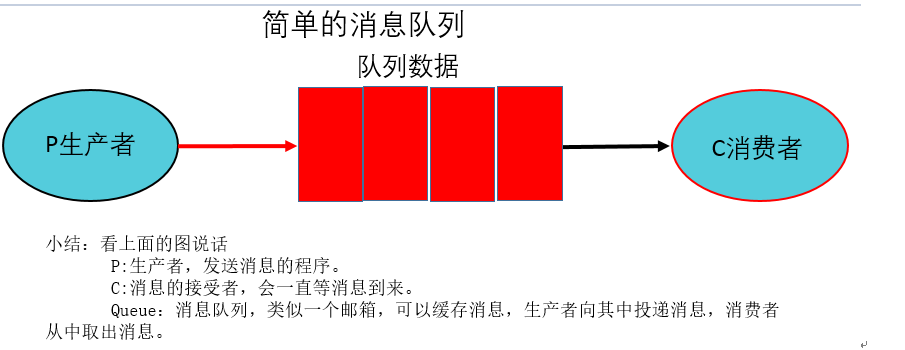 简单的消息队列
队列数据
P生产者
C消费者
小结：看上面的图说话
P:生产者，发送消息的程序。
C:消息的接受者，会一直等消息到来。
Queue：消息队列，类似一个邮箱，可以缓存消息，生产者向其中投递消息，消费者
从中取出消息。